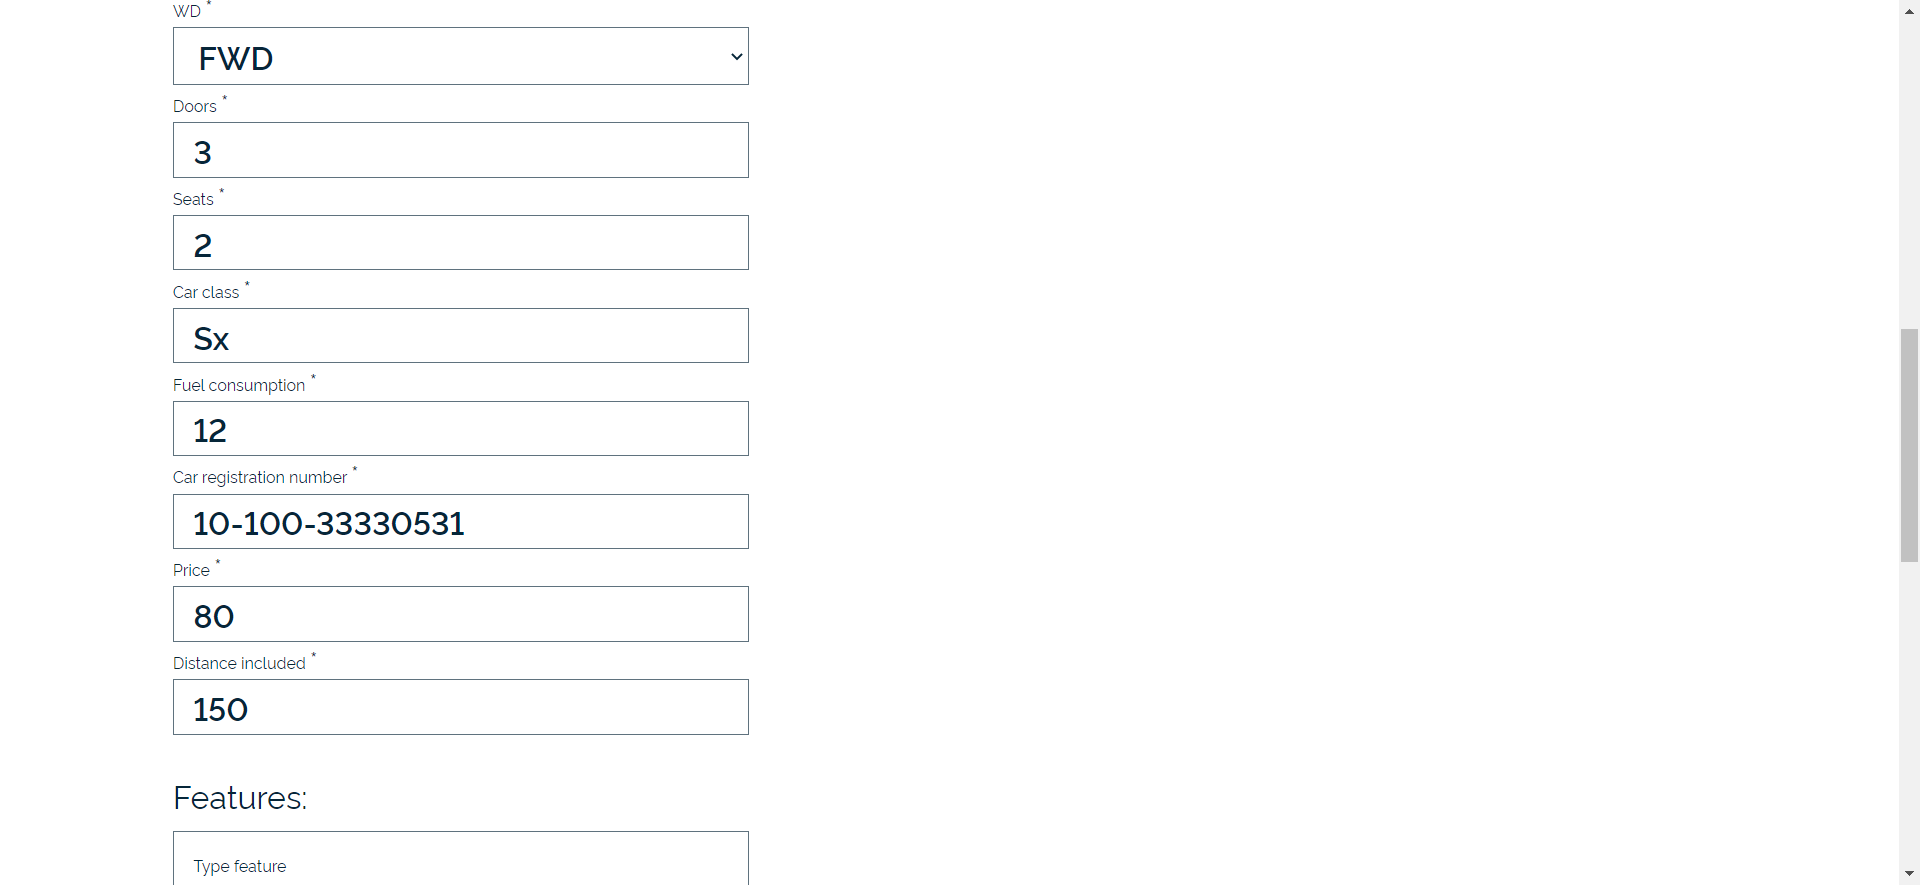 WD *
FWD
Doors *
3
Seats *
2
Car class *
Sx
Fuel consumption *
12
Car registration number *
10-100-33330531
Price *
80
Distance included *
150
Features:
Type feature